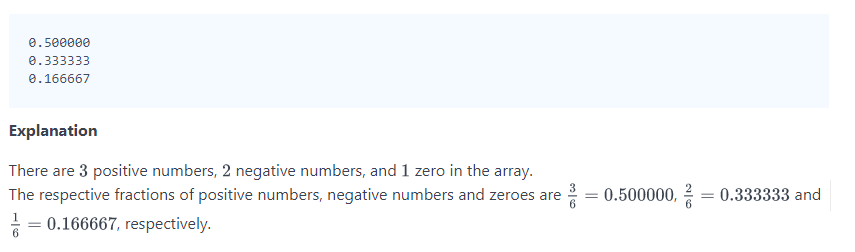 0.500000
0.333333
0.166667
Explanation
There are 3 positive numbers, 2 negative numbers, and 1 zero in the array.
The respective fractions of positive numbers, negative numbers and zeroes are 3/6 = 0.500000, 2/6 = 0.333333 and
1/6 = 0.166667, respectively.